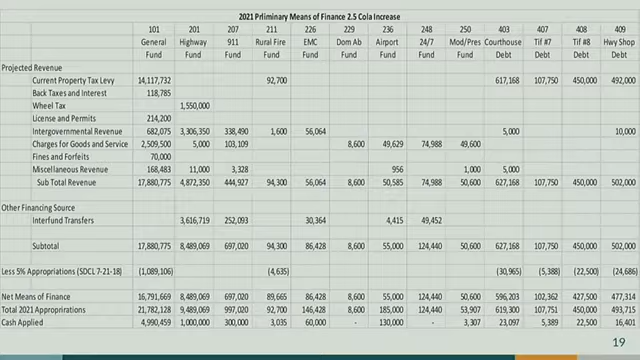 2021 Prliminary Means of Finance 2.5 Cola Increase
101 201 207 211 226 229 236 248 250 403 407 408 409
General Highway 911 Rural Fire EMC Dom Ab Airport 24/7 Mod/Pres Courthouse Tif #7 Tif #8 Hwy Shop
Fund Fund Fund Fund Fund Fund Fund Fund Fund Debt Debt Debt Debt
Projected Revenue
Current Property Tax Levy 14,117,732 92,700 617,168 107,750 450,000 492,000
Back Taxes and Interest 118,785
Wheel Tax 1,550,000
License and Permits 214,200
Intergovernmental Revenue 682,075 3,306,350 338,490 1,600 56,064 5,000 10,000
Charges for Goods and Service 2,509,500 5,000 103,109 8,600 49,629 74,988 49,600
Fines and Forfeits 70,000
Miscellaneous Revenue 168,483 11,000 3,328 956 1,000 5,000
Sub Total Revenue 17,880,775 4,872,350 444,927 94,300 56,064 8,600 50,585 74,988 50,600 627,168 107,750 450,000 502,000
Other Financing Source
Interfund Transfers 3,616,719 252,093 30,364 4,415 49,452
Subtotal 17,880,775 8,489,069 697,020 94,300 86,428 8,600 55,000 124,440 50,600 627,168 107,750 450,000 502,000
Less 5% Appropriations (SDCL 7-21-18) (1,089,106) (4,635) (30,965) (5,388) (22,500) (24,686)
Net Means of Finance 16,791,669 8,489,069 697,020 89,665 86,428 8,600 55,000 124,440 50,600 596,203 102,362 427,500 477,314
Total 2021 Apprpriations 21,782,128 9,489,069 997,020 92,700 146,428 8,600 185,000 124,440 53,907 619,300 107,751 450,000 493,715
Cash Applied 4,990,459 1,000,000 300,000 3,035 60,000 - 130,000 - 3,307 23,097 5,389 22,500 16,401
19